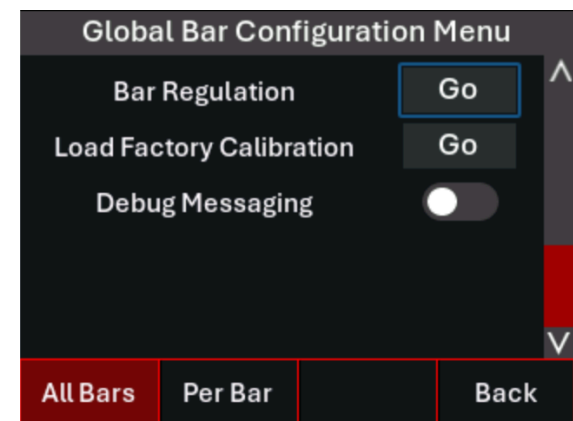 Global Bar Configuration Menu
Bar Regulation Go
Load Factory Calibration Go
Debug Messaging
All Bars Per Bar Back